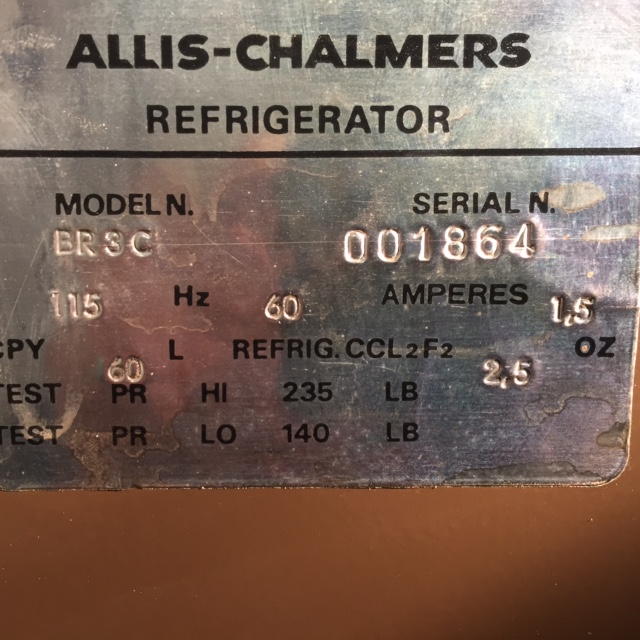 ALLIS-CHALMERS
REFRIGERATOR
MODEL N. SERIAL N.
BR3C 001864
115 Hz 60 AMPERES 1,5
CPY 60 L REFRIG. CCL2F2 2,5 OZ
TEST PR HI 235 LB
TEST PR LO 140 LB